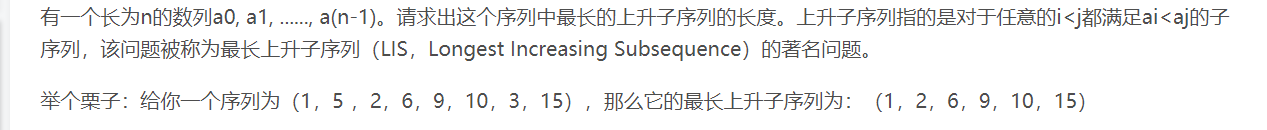 有一个长为n的数列a0, a1, ……, a(n-1)。请求出这个序列中最长的上升子序列的长度。上升子序列指的是对于任意的i<j都满足ai<aj的子
序列，该问题被称为最长上升子序列（LIS，Longest Increasing Subsequence）的著名问题。
举个栗子：给你一个序列为（1，5 ，2，6，9，10，3，15），那么它的最长上升子序列为：（1，2，6，9，10，15）